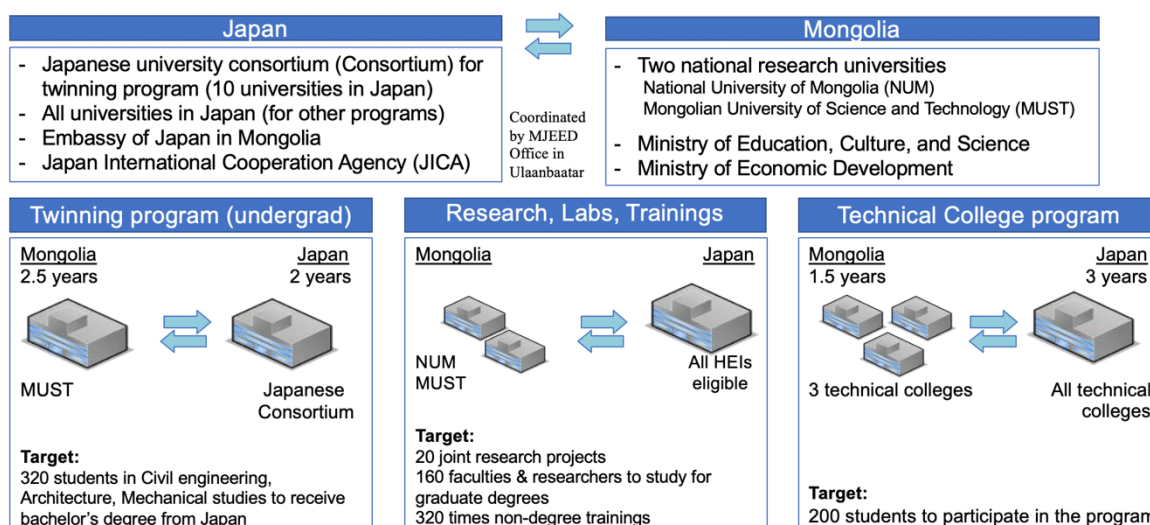 Japan
- Japanese university consortium (Consortium) for
twinning program (10 universities in Japan)
- All universities in Japan (for other programs)
- Embassy of Japan in Mongolia
- Japan International Cooperation Agency (JICA)
Coordinated
by MJEED
Office in
Ulaanbaatar
Mongolia
- Two national research universities
National University of Mongolia (NUM)
Mongolian University of Science and Technology (MUST)
- Ministry of Education, Culture, and Science
- Ministry of Economic Development
Twinning program (undergrad)
Mongolia Japan
2.5 years 2 years
MUST Japanese
Consortium
Target:
320 students in Civil engineering,
Architecture, Mechanical studies to receive
bachelor's degree from Japan
Research, Labs, Trainings
Mongolia Japan
NUM All HEIs
MUST eligible
Target:
20 joint research projects
160 faculties & researchers to study for
graduate degrees
320 times non-degree trainings
Technical College program
Mongolia Japan
1.5 years 3 years
3 technical colleges All technical
colleges
Target:
200 students to participate in the program